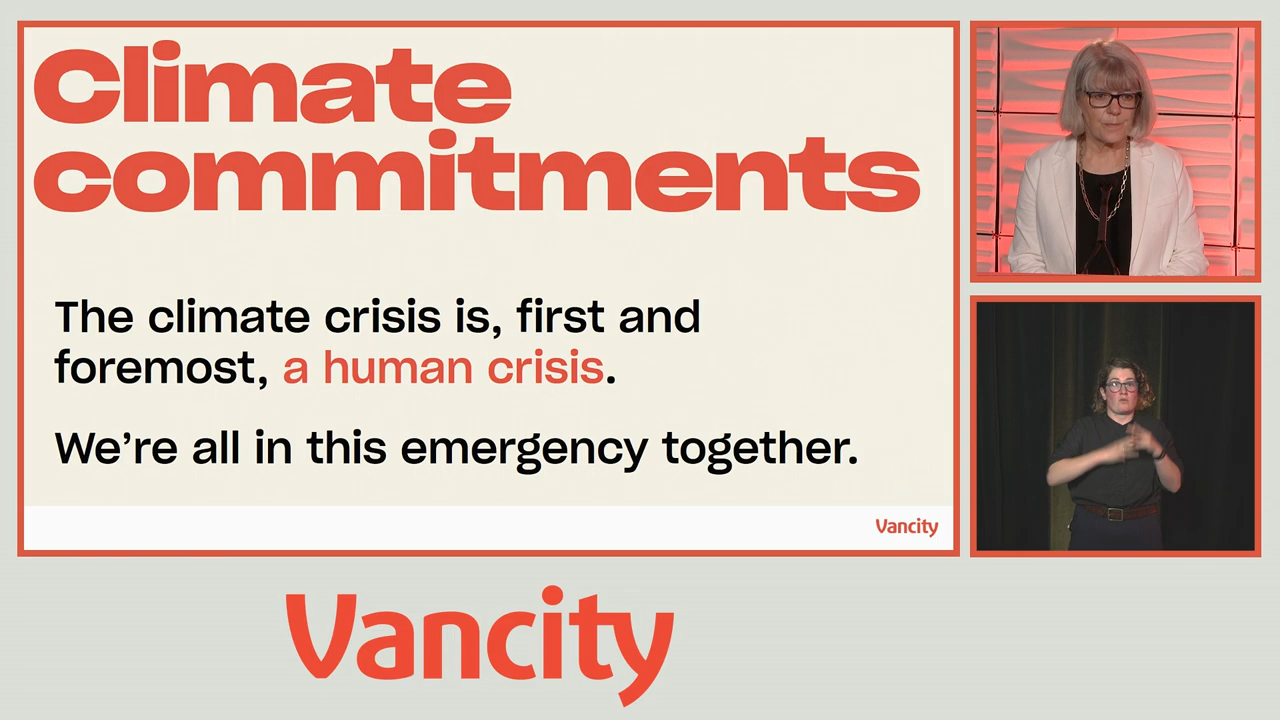 Climate
commitments
The climate crisis is, first and
foremost, a human crisis.
We’re all in this emergency together.
Vancity
Vancity